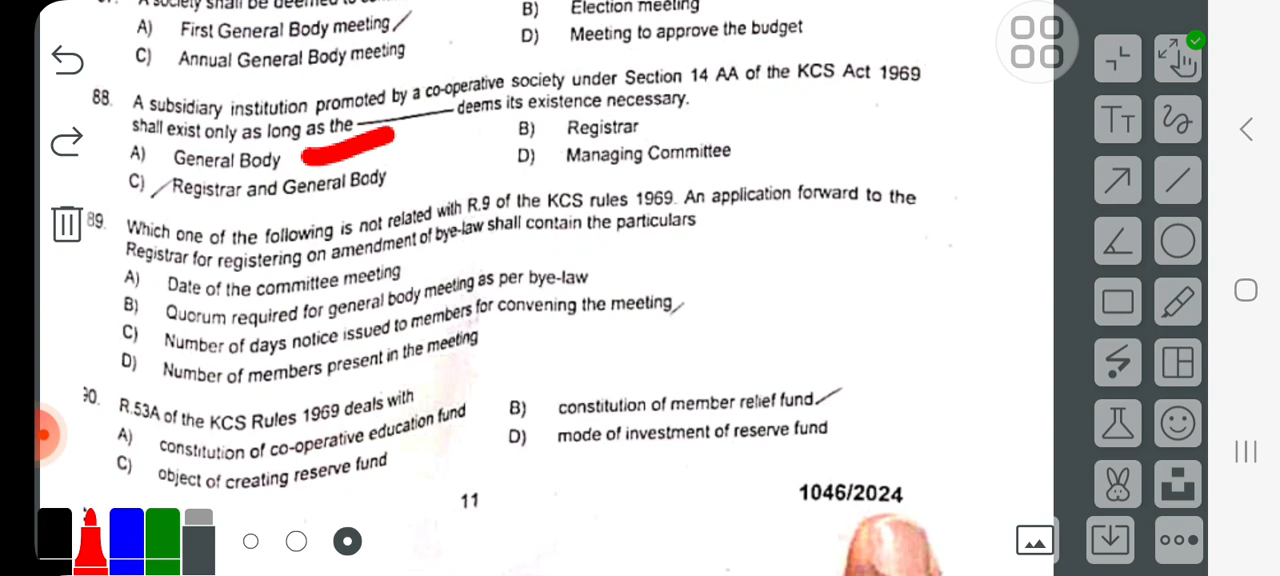 A society shall be deemed to
A) First General Body meeting
B) Election meeting
C) Annual General Body meeting
D) Meeting to approve the budget
88. A subsidiary institution promoted by a co-operative society under Section 14 AA of the KCS Act 1969
shall exist only as long as the __________ deems its existence necessary.
A) General Body
B) Registrar
C) Registrar and General Body
D) Managing Committee
89. Which one of the following is not related with R.9 of the KCS rules 1969. An application forward to the
Registrar for registering on amendment of bye-law shall contain the particulars
A) Date of the committee meeting
B) Quorum required for general body meeting as per bye-law
C) Number of days notice issued to members for convening the meeting
D) Number of members present in the meeting
90. R.53A of the KCS Rules 1969 deals with
A) constitution of co-operative education fund
B) constitution of member relief fund
C) object of creating reserve fund
D) mode of investment of reserve fund
11
1046/2024
TT